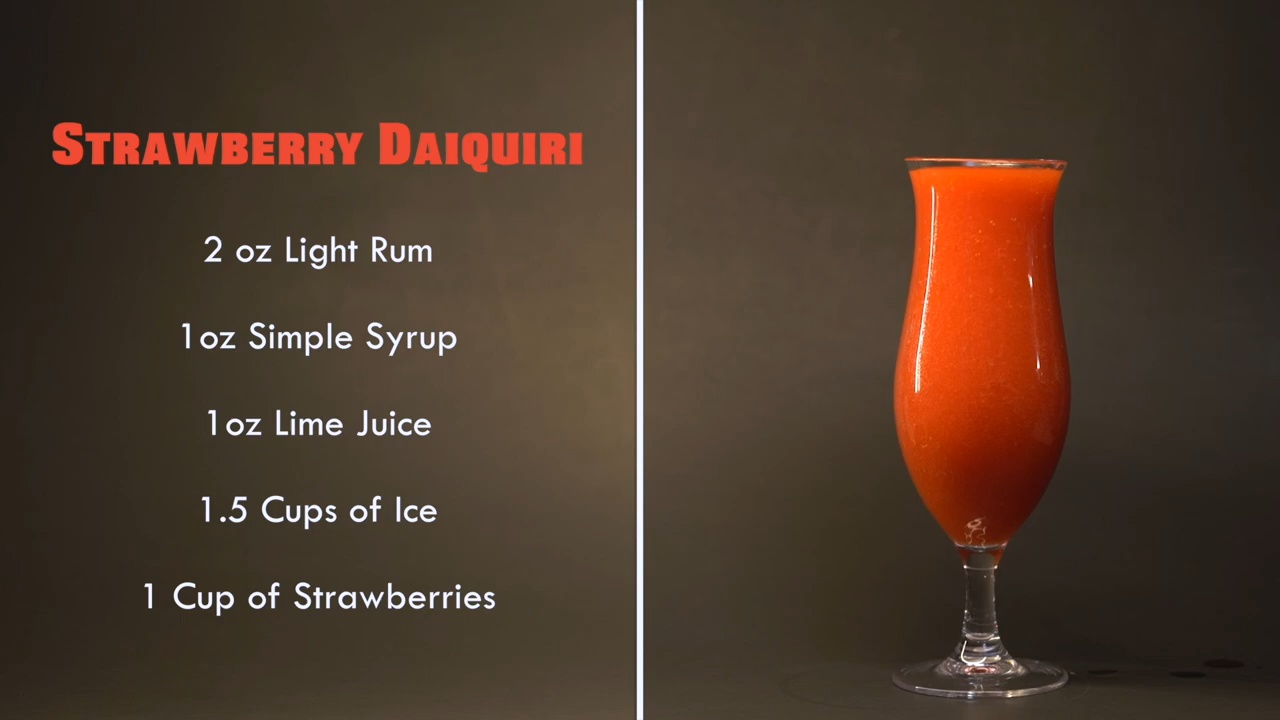 Strawberry Daiquiri
2 oz Light Rum
1oz Simple Syrup
1oz Lime Juice
1.5 Cups of Ice
1 Cup of Strawberries